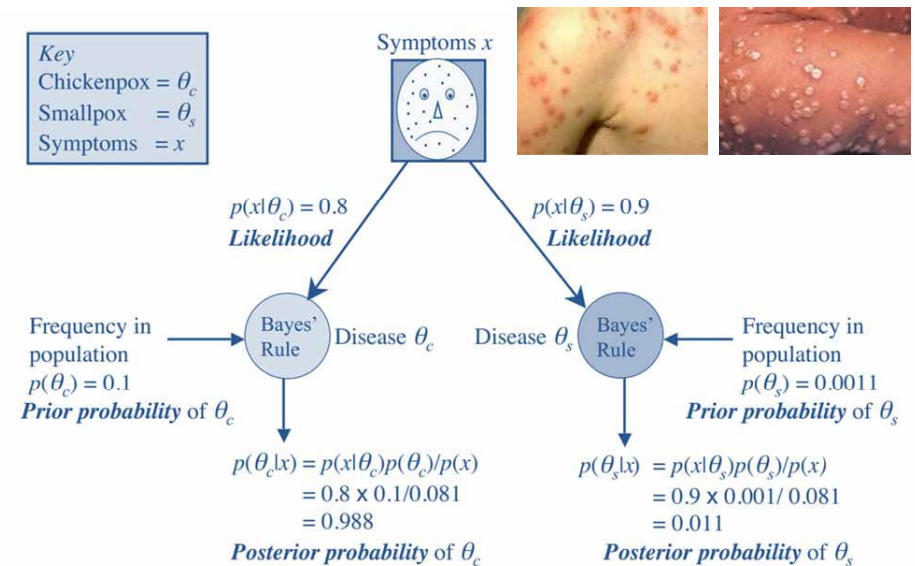 Key
Chickenpox = θc
Smallpox = θs
Symptoms = x
Symptoms x
p(x|θc) = 0.8
Likelihood
p(x|θs) = 0.9
Likelihood
Frequency in
population
p(θc) = 0.1
Prior probability of θc
Bayes'
Rule
Disease θc
Disease θs
Bayes'
Rule
Frequency in
population
p(θs) = 0.0011
Prior probability of θs
p(θc|x) = p(x|θc)p(θc)/p(x)
= 0.8 x 0.1/0.081
= 0.988
Posterior probability of θc
p(θs|x) = p(x|θs)p(θs)/p(x)
= 0.9 x 0.001/ 0.081
= 0.011
Posterior probability of θs